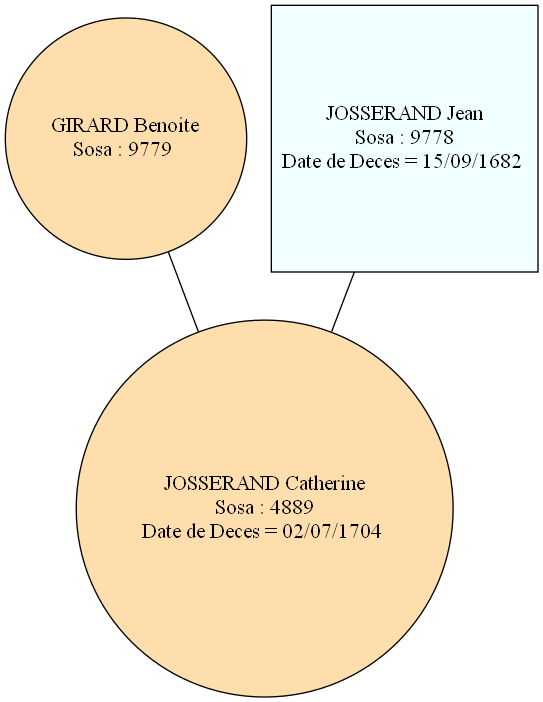 GIRARD Benoite
Sosa : 9779
JOSSERAND Jean
Sosa : 9778
Date de Deces = 15/09/1682
JOSSERAND Catherine
Sosa : 4889
Date de Deces = 02/07/1704